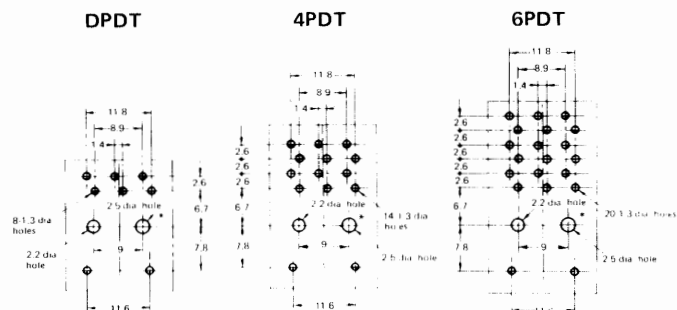 DPDT
11.8
8.9
1.4
2.6
6.7
7.8
2.5 dia hole
8-1.3 dia
holes
*
9
2.2 dia
hole
11.6
4PDT
11.8
8.9
1.4
2.6
2.6
2.6
6.7
7.8
2.2 dia hole
14 1.3 dia
holes
*
9
2.5 dia hole
11.6
6PDT
11.8
8.9
1.4
2.6
2.6
2.6
2.6
2.6
6.7
7.8
2.2 dia hole
20-1.3 dia holes
*
9
2.5 dia hole